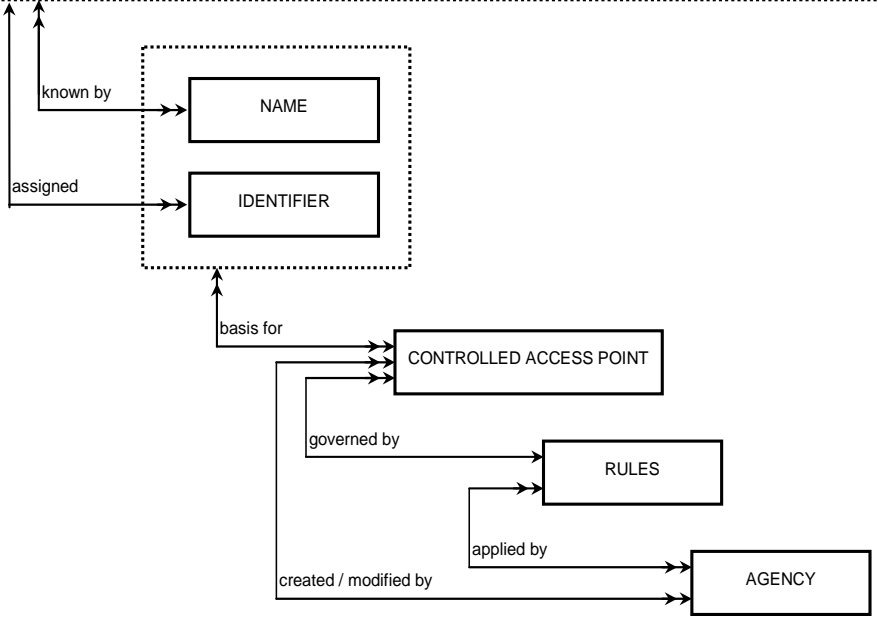 known by
NAME
assigned
IDENTIFIER
basis for
CONTROLLED ACCESS POINT
governed by
RULES
applied by
created / modified by
AGENCY